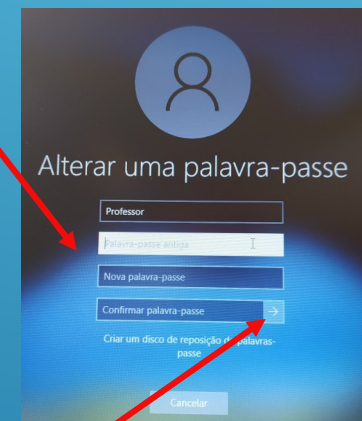 Alterar uma palavra-passe
Professor
Palavra-passe antiga
Nova palavra-passe
Confirmar palavra-passe
Criar um disco de reposição de palavras-
passe
Cancelar